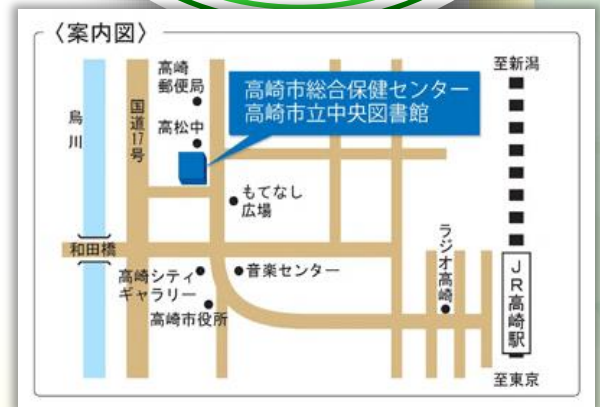 〈案内図〉
至新潟
高崎
郵便局
高崎市総合保健センター
高崎市立中央図書館
烏川
国道17号
高松中
もてなし
広場
ラジオ高崎
和田橋
高崎シティ
ギャラリー
音楽センター
高崎市役所
JR高崎駅
至東京